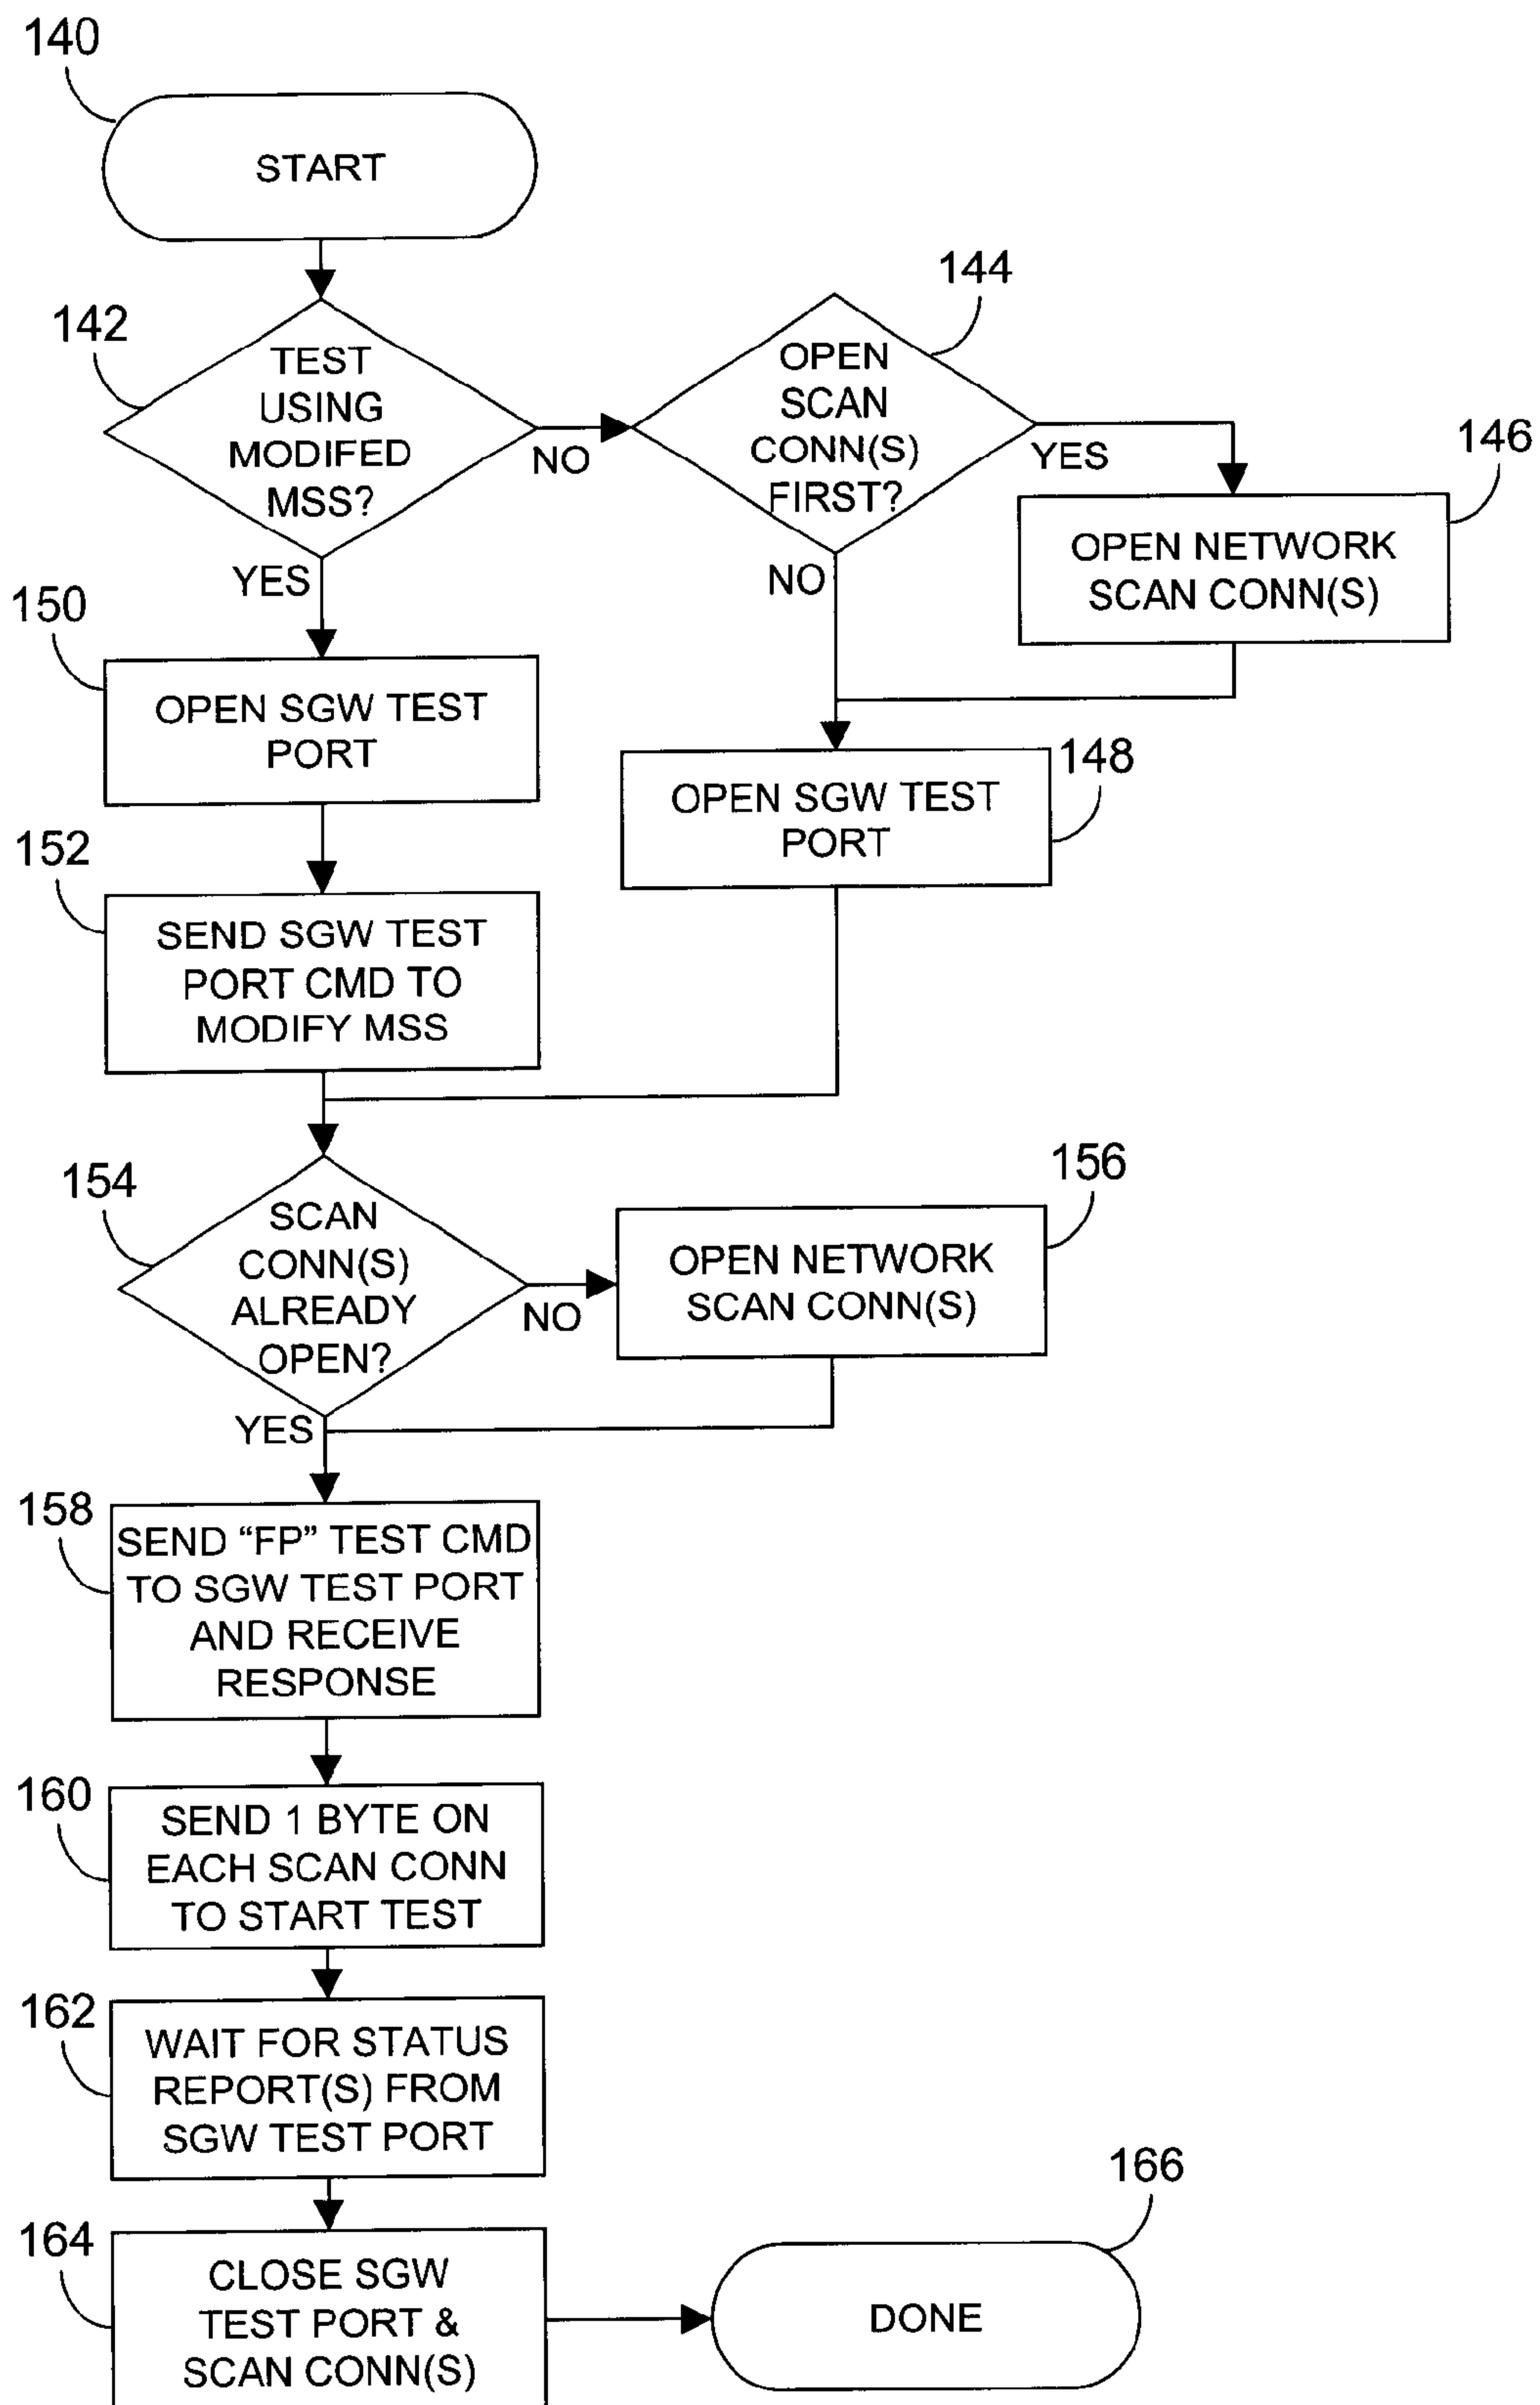 140
START
142
TEST
USING
MODIFED
MSS?
NO
YES
144
OPEN
SCAN
CONN(S)
FIRST?
YES
NO
146
OPEN NETWORK
SCAN CONN(S)
150
OPEN SGW TEST
PORT
148
OPEN SGW TEST
PORT
152
SEND SGW TEST
PORT CMD TO
MODIFY MSS
154
SCAN
CONN(S)
ALREADY
OPEN?
NO
YES
156
OPEN NETWORK
SCAN CONN(S)
158
SEND “FP” TEST CMD
TO SGW TEST PORT
AND RECEIVE
RESPONSE
160
SEND 1 BYTE ON
EACH SCAN CONN
TO START TEST
162
WAIT FOR STATUS
REPORT(S) FROM
SGW TEST PORT
164
CLOSE SGW
TEST PORT &
SCAN CONN(S)
166
DONE